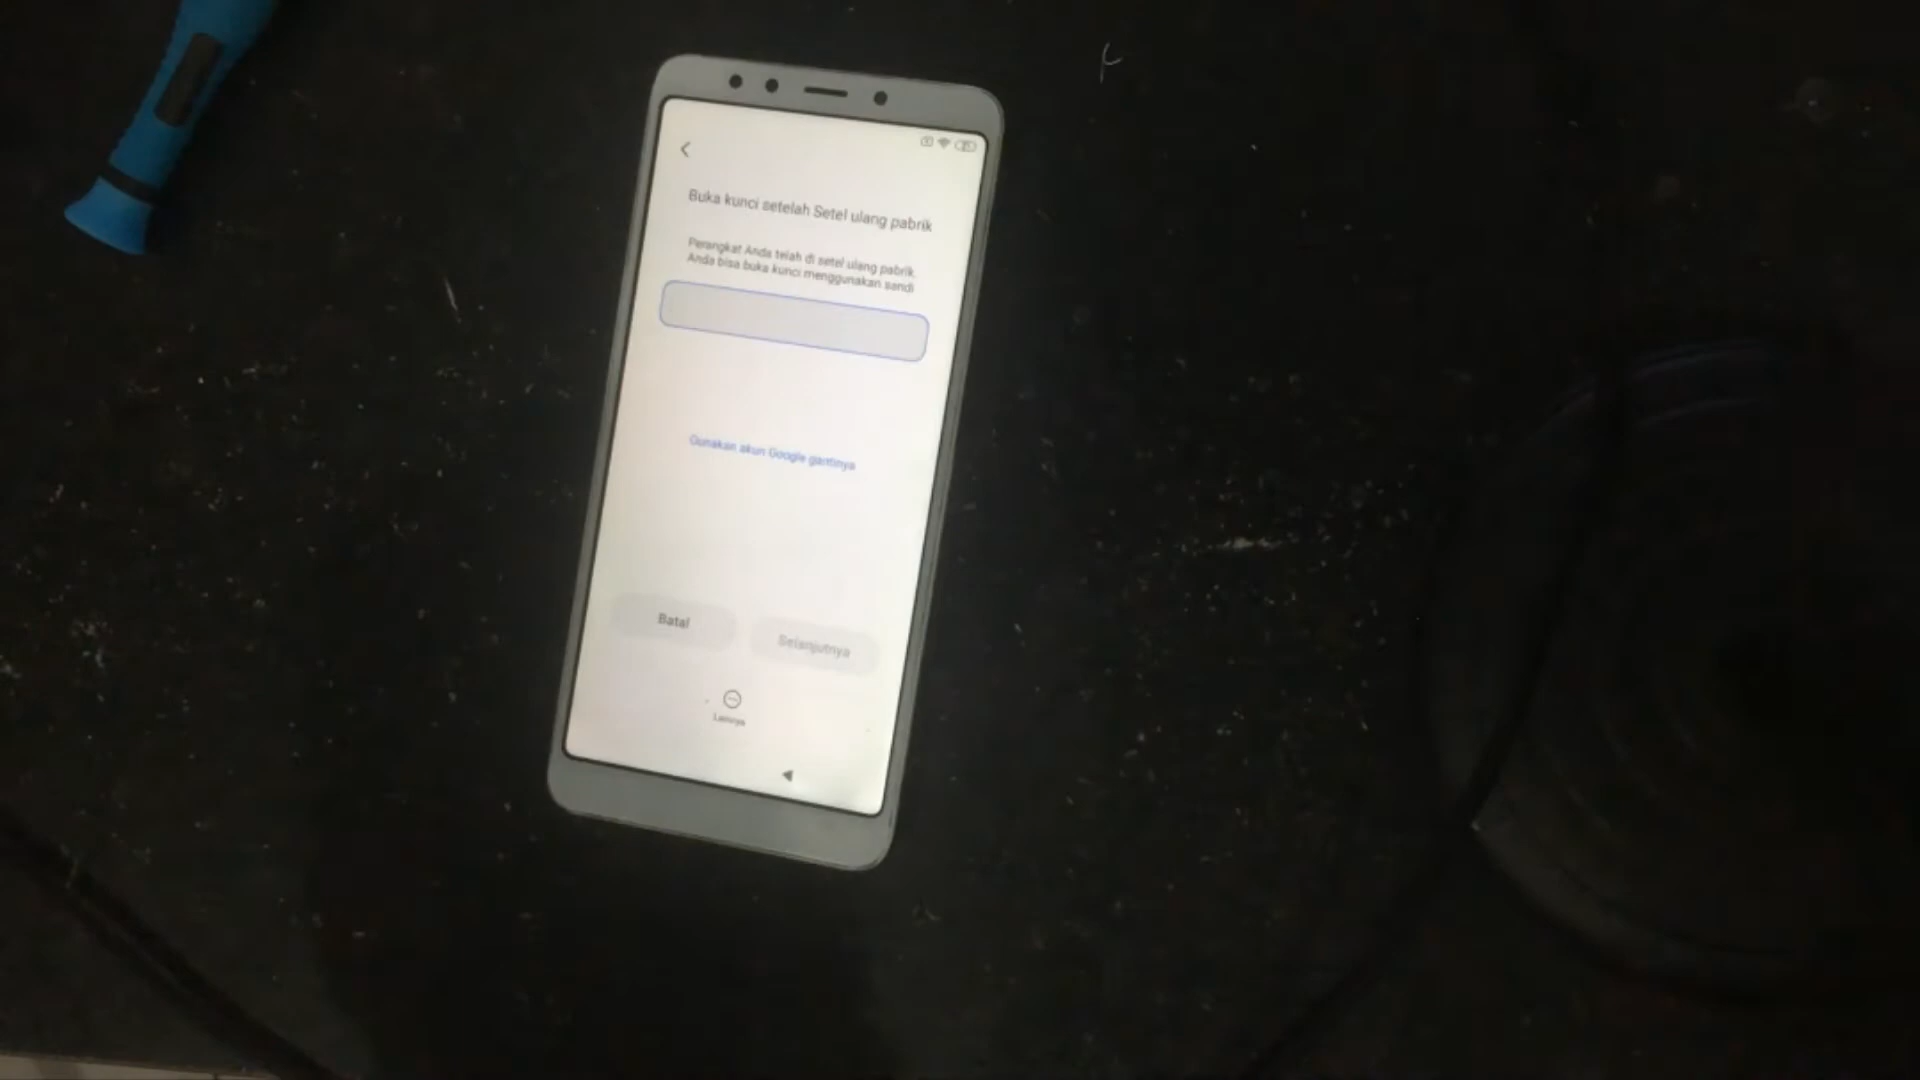 Buka kunci setelah Setel ulang pabrik
Perangkat Anda telah di setel ulang pabrik.
Anda bisa buka kunci menggunakan sandi
Gunakan akun Google gantinya
Batal
Selanjutnya
Lainnya